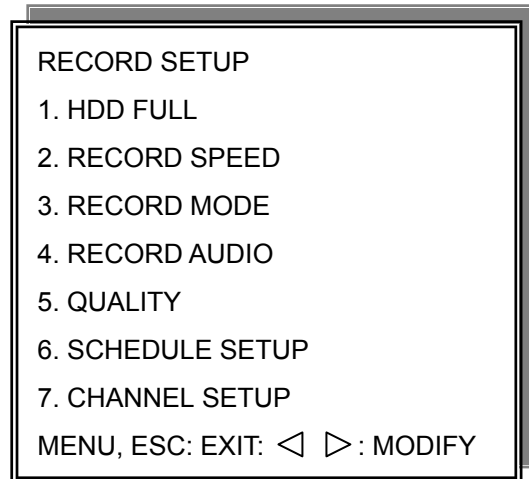 RECORD SETUP
1. HDD FULL
2. RECORD SPEED
3. RECORD MODE
4. RECORD AUDIO
5. QUALITY
6. SCHEDULE SETUP
7. CHANNEL SETUP
MENU, ESC: EXIT: ◁ ▷ : MODIFY